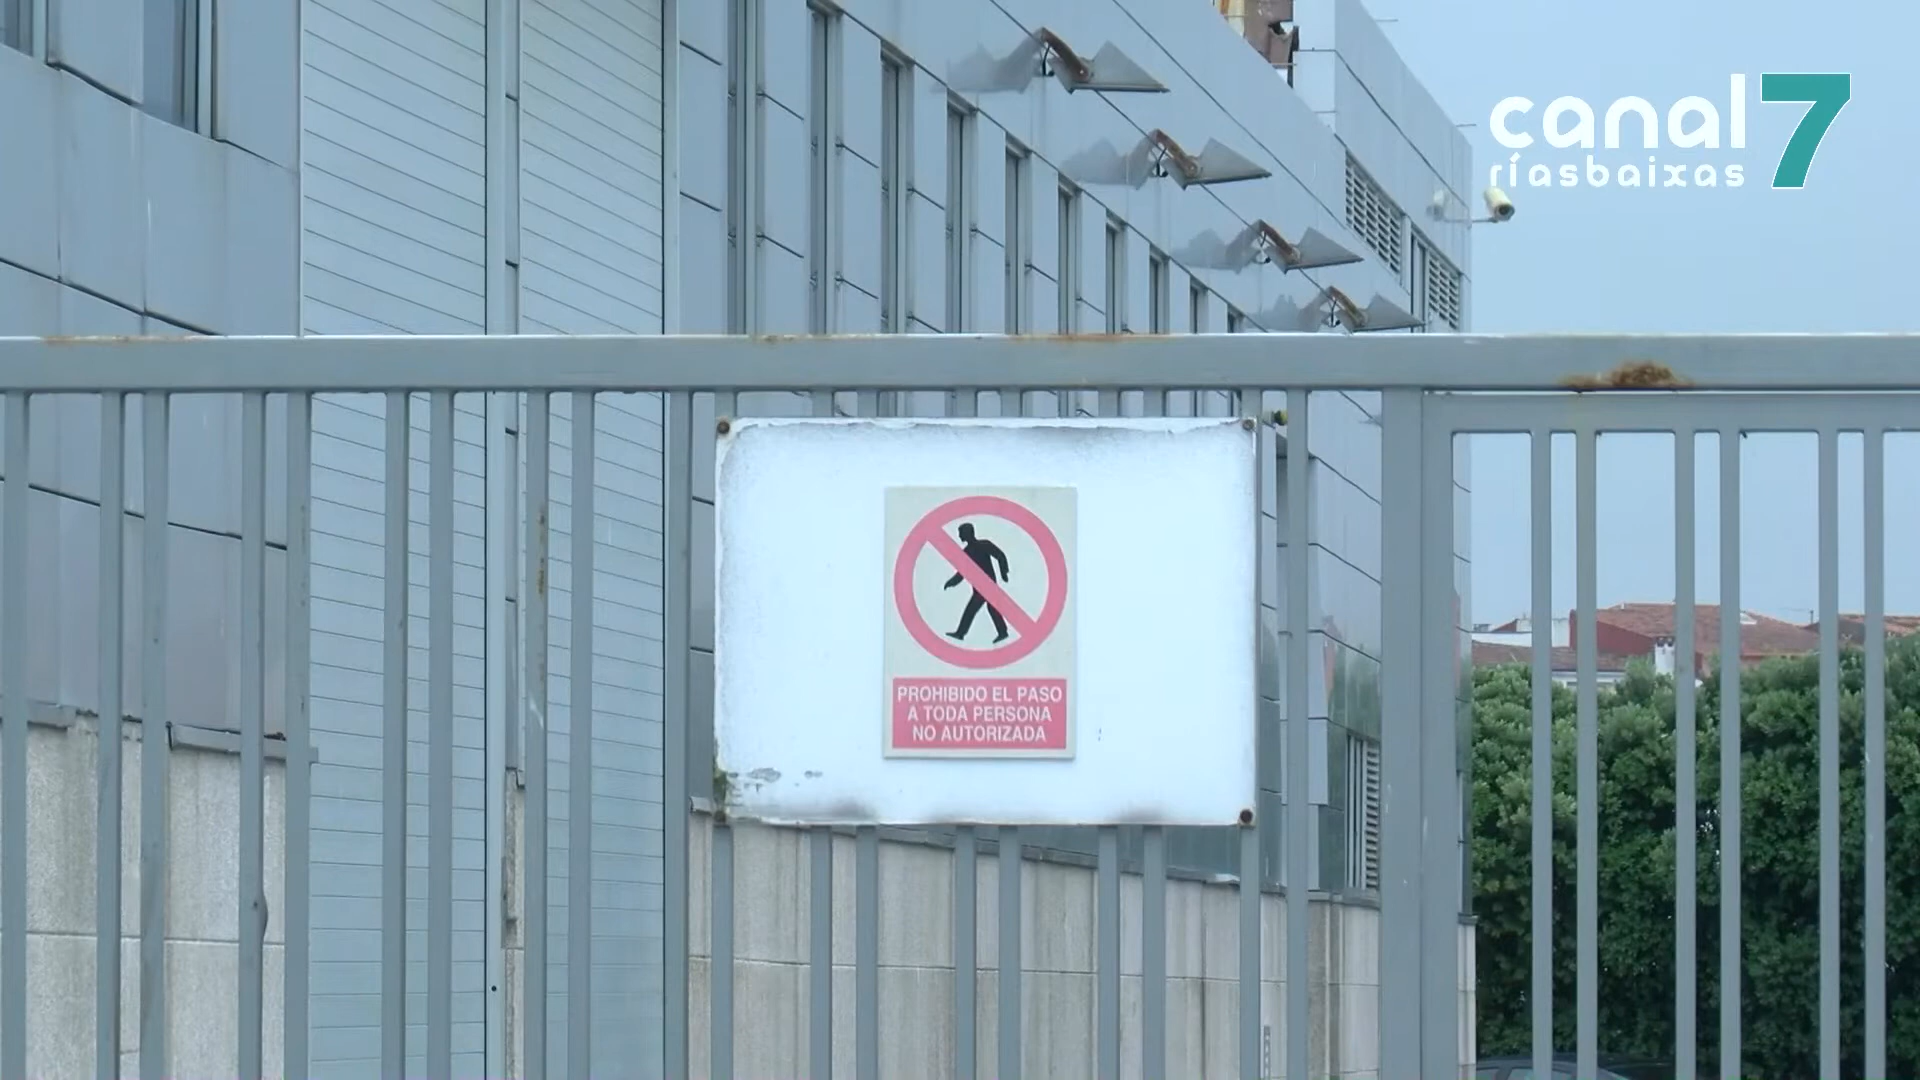 canal 7
ríasbaixas
PROHIBIDO EL PASO
A TODA PERSONA
NO AUTORIZADA